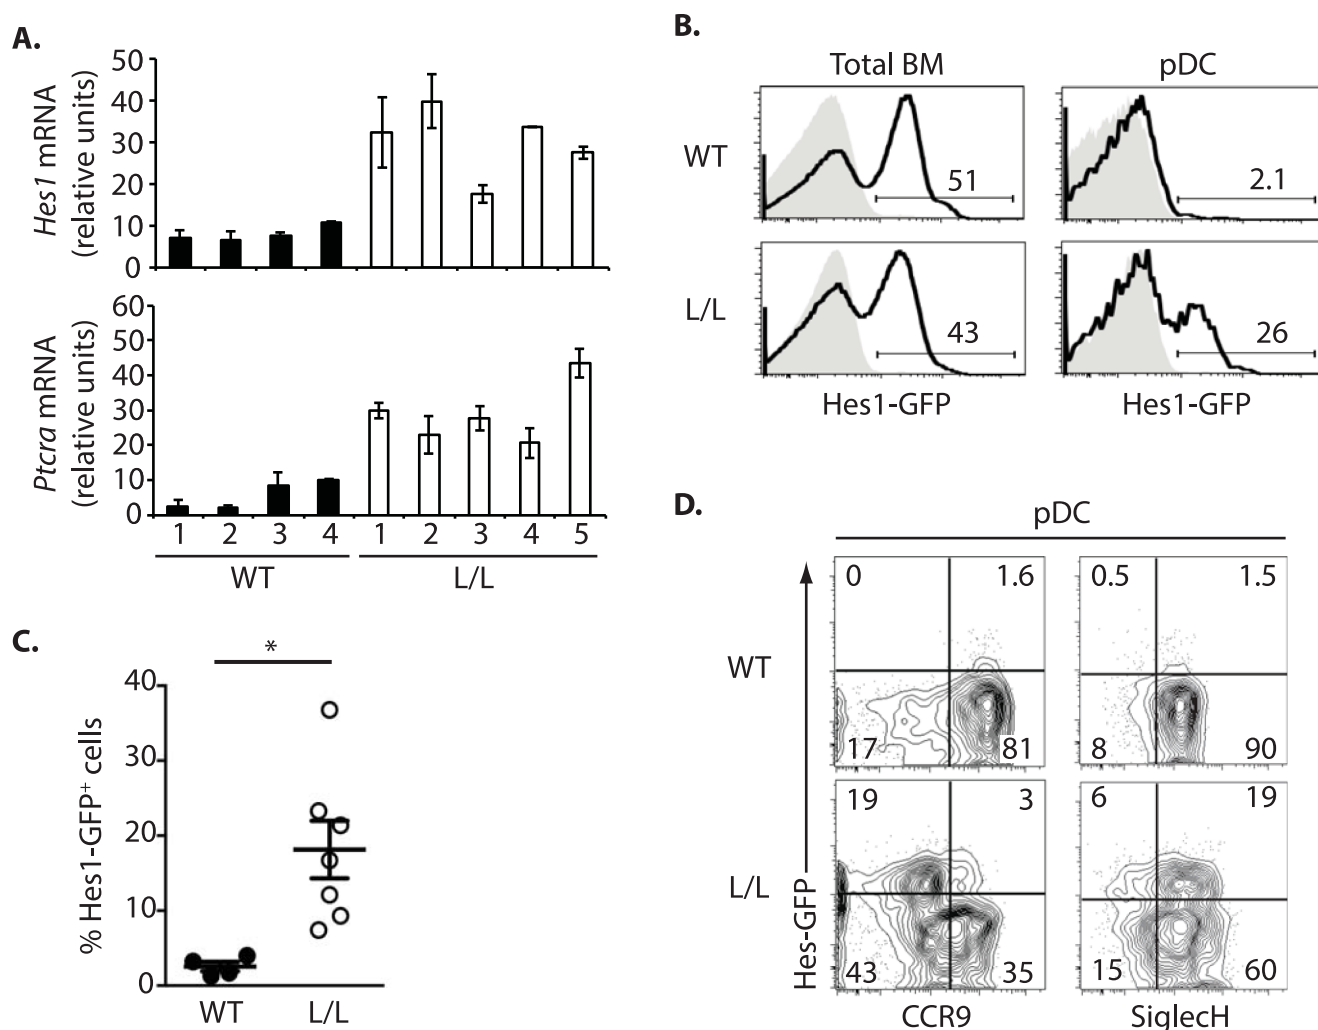 A.
Hes1 mRNA
(relative units)
50
40
30
20
10
0
Ptcra mRNA
(relative units)
60
50
40
30
20
10
0
1 2 3 4 1 2 3 4 5
WT L/L
B.
Total BM pDC
WT
51 2.1
L/L
43 26
Hes1-GFP Hes1-GFP
C.
*
% Hes1-GFP+ cells
40
30
20
10
0
WT L/L
D.
pDC
WT
0 1.6 0.5 1.5
17 81 8 90
L/L
19 3 6 19
43 35 15 60
Hes-GFP
CCR9 SiglecH